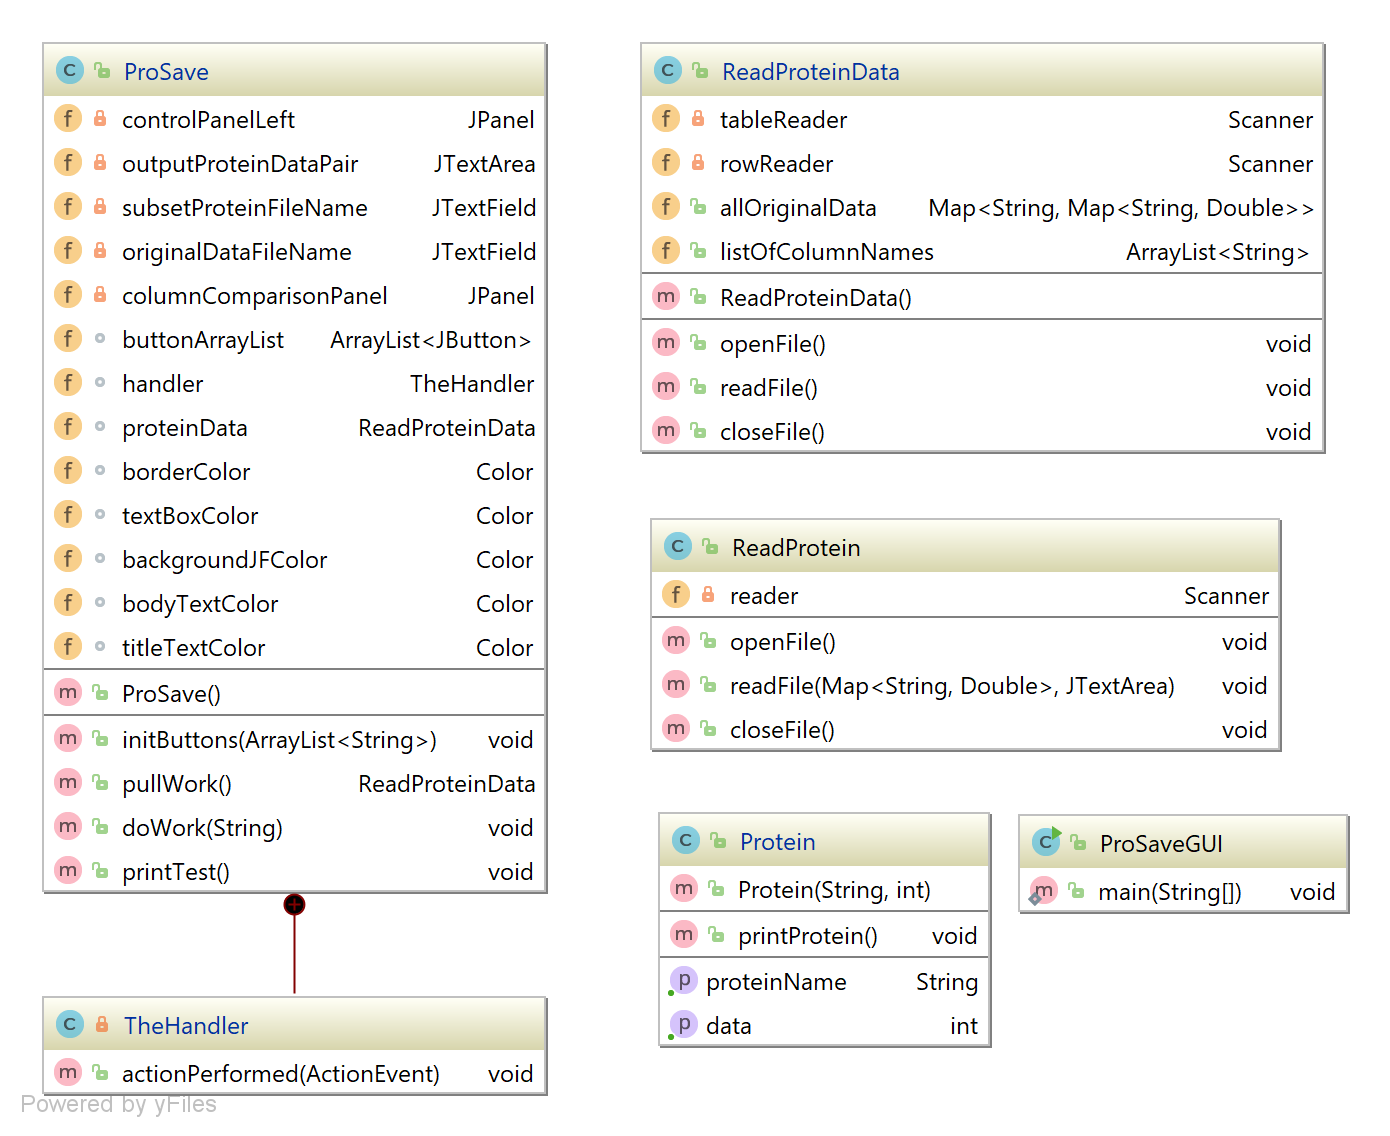 ProSave
controlPanelLeft JPanel
outputProteinDataPair JTextArea
subsetProteinFileName JTextField
originalDataFileName JTextField
columnComparisonPanel JPanel
buttonArrayList ArrayList<JButton>
handler TheHandler
proteinData ReadProteinData
borderColor Color
textBoxColor Color
backgroundJFColor Color
bodyTextColor Color
titleTextColor Color
ProSave()
initButtons(ArrayList<String>) void
pullWork() ReadProteinData
doWork(String) void
printTest() void
TheHandler
actionPerformed(ActionEvent) void
ReadProteinData
tableReader Scanner
rowReader Scanner
allOriginalData Map<String, Map<String, Double>>
listOfColumnNames ArrayList<String>
ReadProteinData()
openFile() void
readFile() void
closeFile() void
ReadProtein
reader Scanner
openFile() void
readFile(Map<String, Double>, JTextArea) void
closeFile() void
Protein
Protein(String, int)
printProtein() void
proteinName String
data int
ProSaveGUI
main(String[]) void
Powered by yFiles